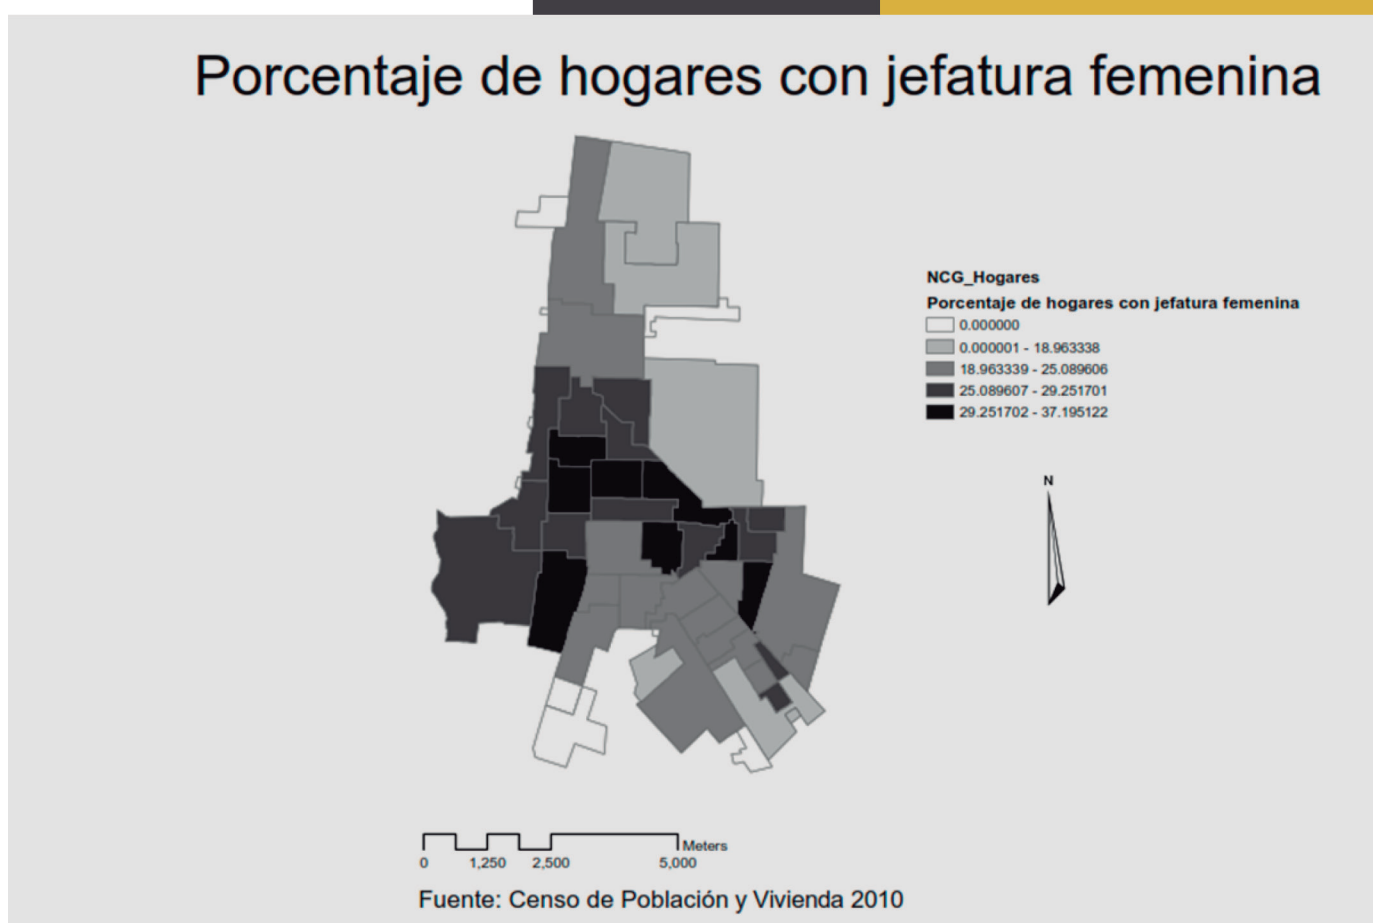 Porcentaje de hogares con jefatura femenina
NCG_Hogares
Porcentaje de hogares con jefatura femenina
0.000000
0.000001 - 18.963338
18.963339 - 25.089606
25.089607 - 29.251701
29.251702 - 37.195122
N
Meters
0 1,250 2,500 5,000
Fuente: Censo de Población y Vivienda 2010